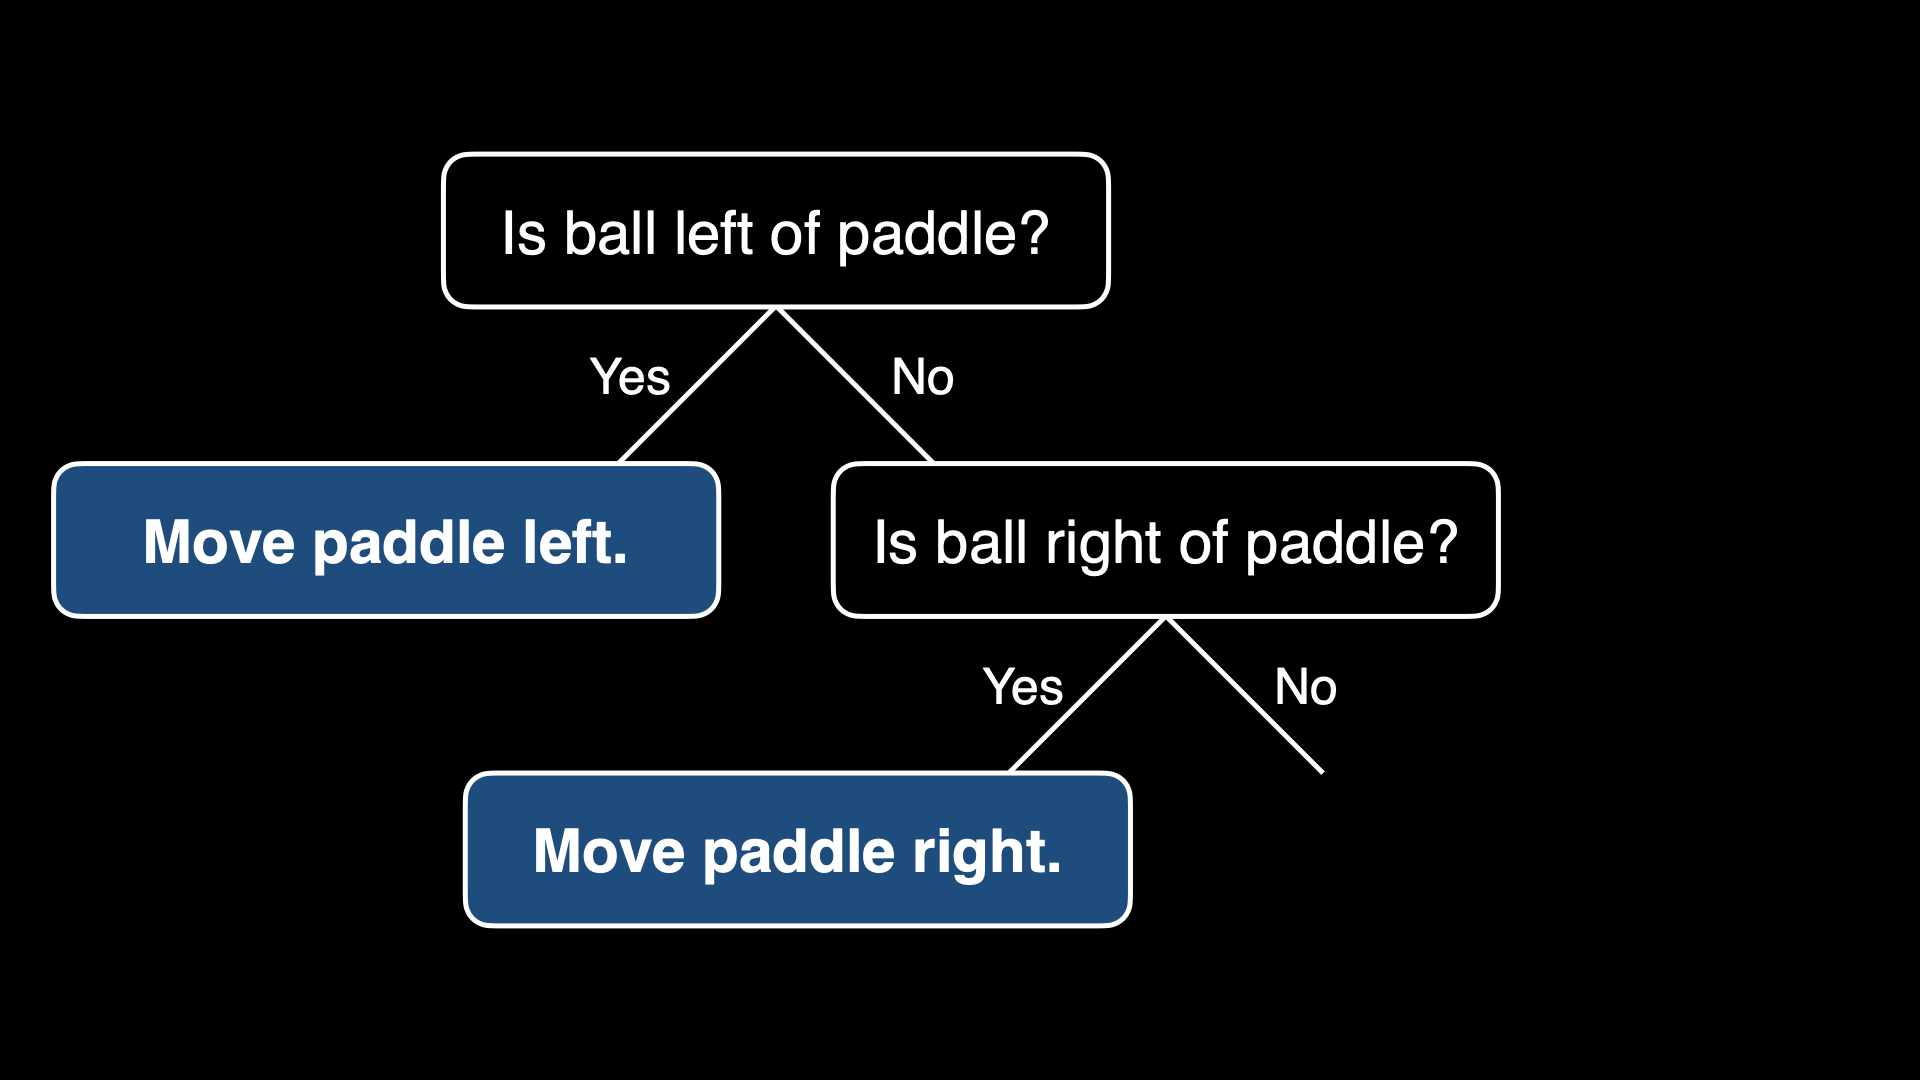 Is ball left of paddle?
Yes
No
Move paddle left.
Is ball right of paddle?
Yes
No
Move paddle right.